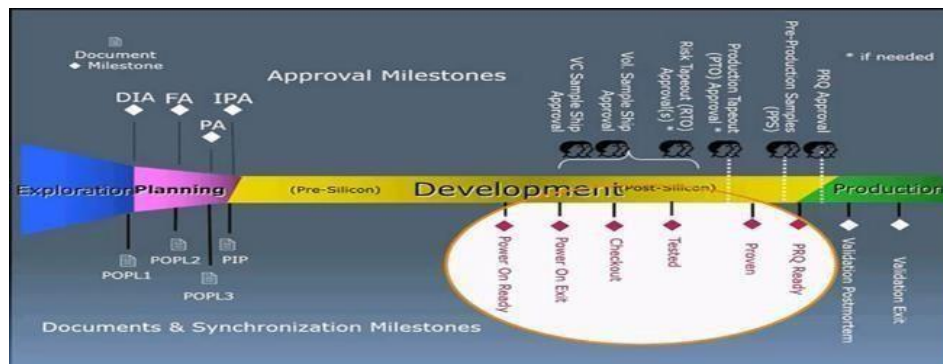 Document
Milestone
Approval Milestones
* if needed
DIA
FA
PA
IPA
VC Sample Ship
Approval
Vol. Sample Ship
Approval
Risk Tapeout (RTO)
Approval(s) *
Production Tapeout
(PTO) Approval *
Pre-Production Samples
(PPS)
PRQ Approval
Exploration
Planning
(Pre-Silicon)
Development
(Post-Silicon)
Production
POPL1
POPL2
POPL3
PIP
Power On Ready
Power On Exit
Checkout
Tested
Proven
PRQ Ready
Validation Postmortem
Validation Exit
Documents & Synchronization Milestones